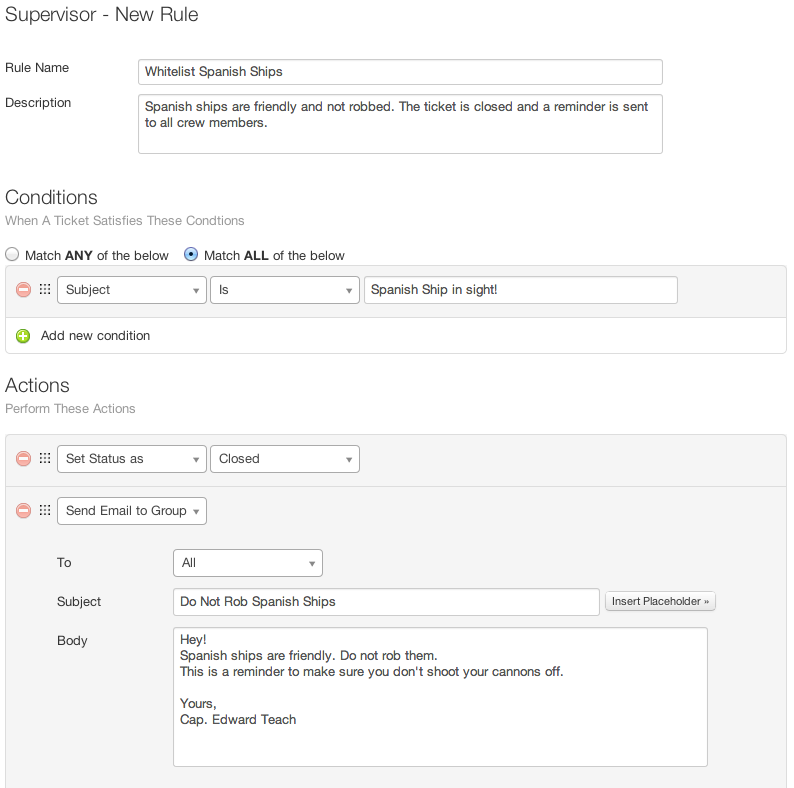 Supervisor - New Rule
Rule Name
Whitelist Spanish Ships
Description
Spanish ships are friendly and not robbed. The ticket is closed and a reminder is sent
to all crew members.
Conditions
When A Ticket Satisfies These Condtions
Match ANY of the below Match ALL of the below
Subject Is Spanish Ship in sight!
Add new condition
Actions
Perform These Actions
Set Status as Closed
Send Email to Group
To All
Subject Do Not Rob Spanish Ships Insert Placeholder »
Body
Hey!
Spanish ships are friendly. Do not rob them.
This is a reminder to make sure you don't shoot your cannons off.
Yours,
Cap. Edward Teach